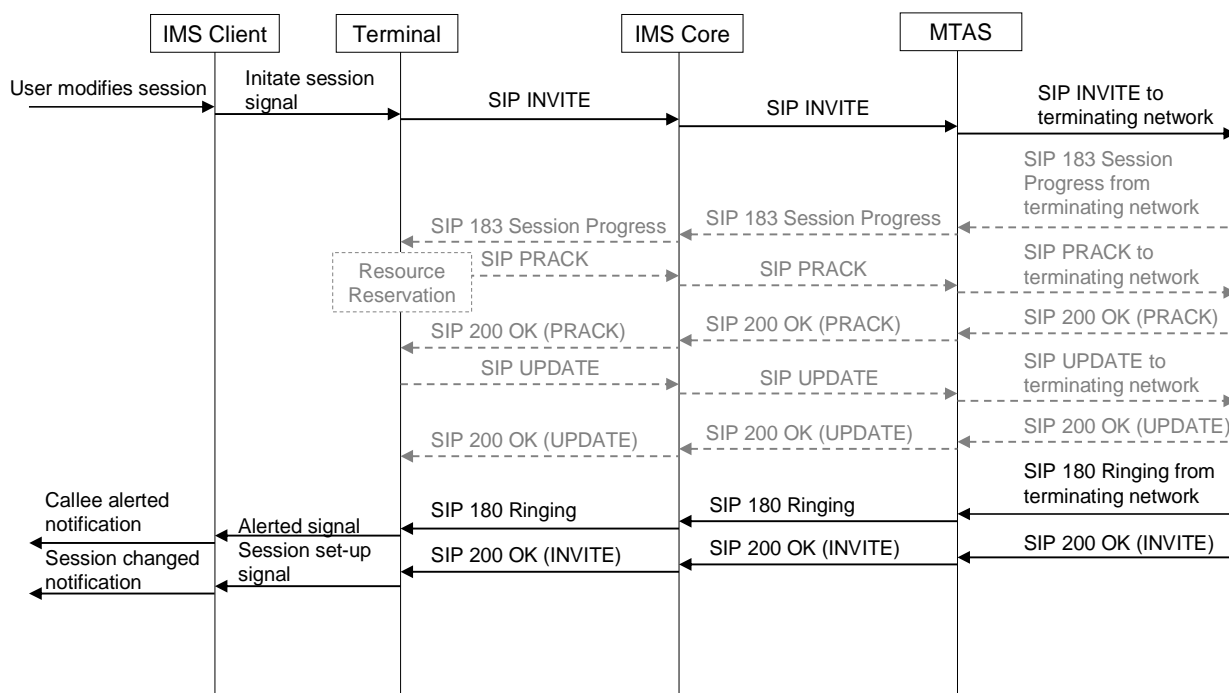 IMS Client
Terminal
IMS Core
MTAS
User modifies session
Initate session
signal
SIP INVITE
SIP INVITE
SIP INVITE to
terminating network
SIP 183 Session
Progress from
terminating network
SIP 183 Session Progress
SIP 183 Session Progress
Resource
Reservation
SIP PRACK
SIP PRACK
SIP PRACK to
terminating network
SIP 200 OK (PRACK)
SIP 200 OK (PRACK)
SIP 200 OK (PRACK)
SIP UPDATE
SIP UPDATE
SIP UPDATE to
terminating network
SIP 200 OK (UPDATE)
SIP 200 OK (UPDATE)
SIP 200 OK (UPDATE)
SIP 180 Ringing from
terminating network
SIP 180 Ringing
SIP 180 Ringing
Alerted signal
Callee alerted
notification
SIP 200 OK (INVITE)
SIP 200 OK (INVITE)
SIP 200 OK (INVITE)
Session set-up
signal
Session changed
notification